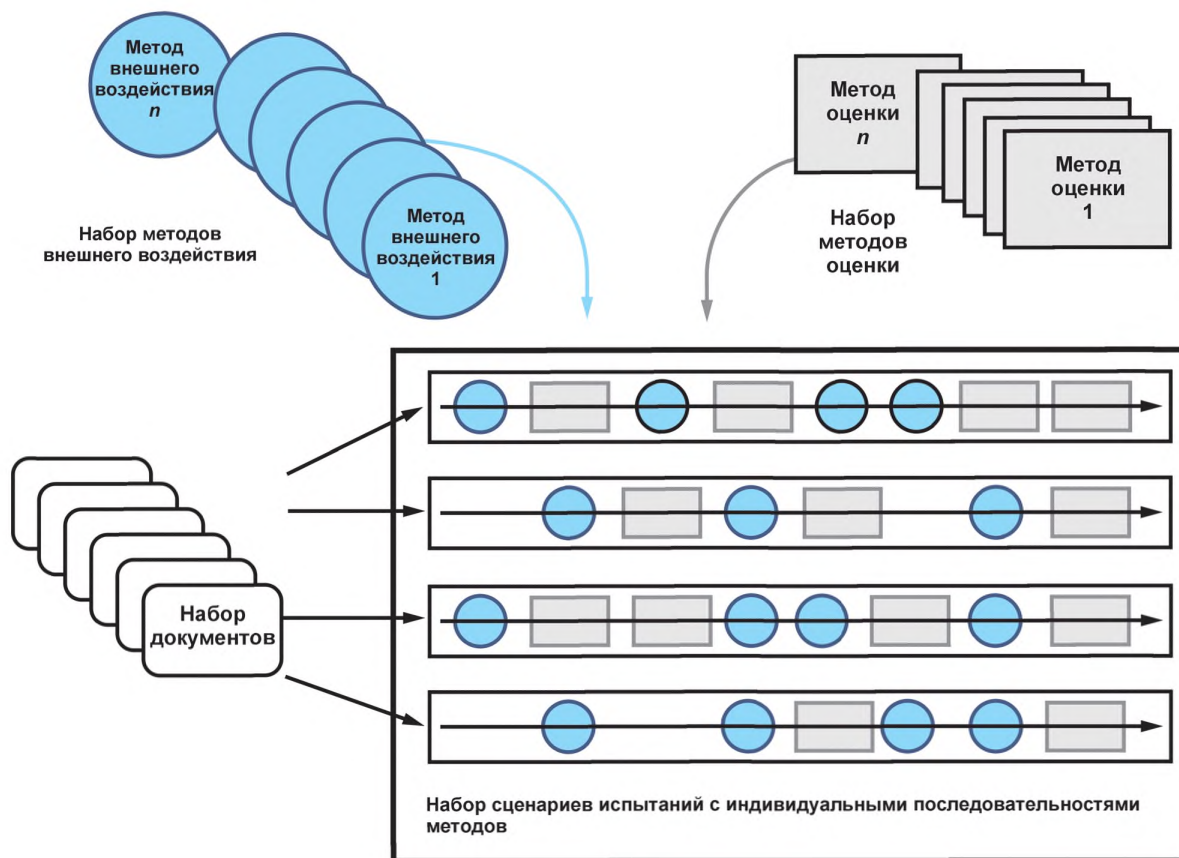 Метод
внешнего
воздействия
n
Метод
внешнего
воздействия
1
Набор методов
внешнего воздействия
Метод
оценки
n
Метод
оценки
1
Набор
методов
оценки
Набор
документов
Набор сценариев испытаний с индивидуальными последовательностями
методов